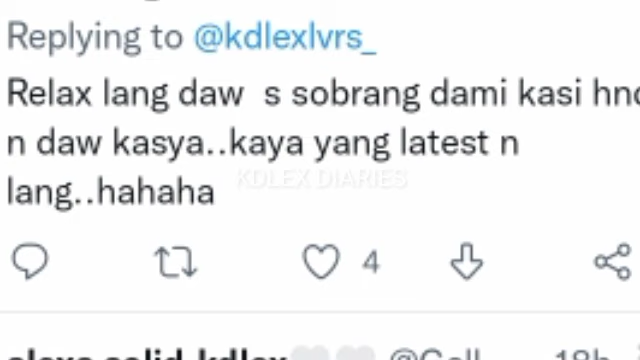 Replying to @kdlexlvrs_
Relax lang daw s sobrang dami kasi
n daw kasya..kaya yang latest n
lang..hahaha
KDLEX DIARIES
4
18h